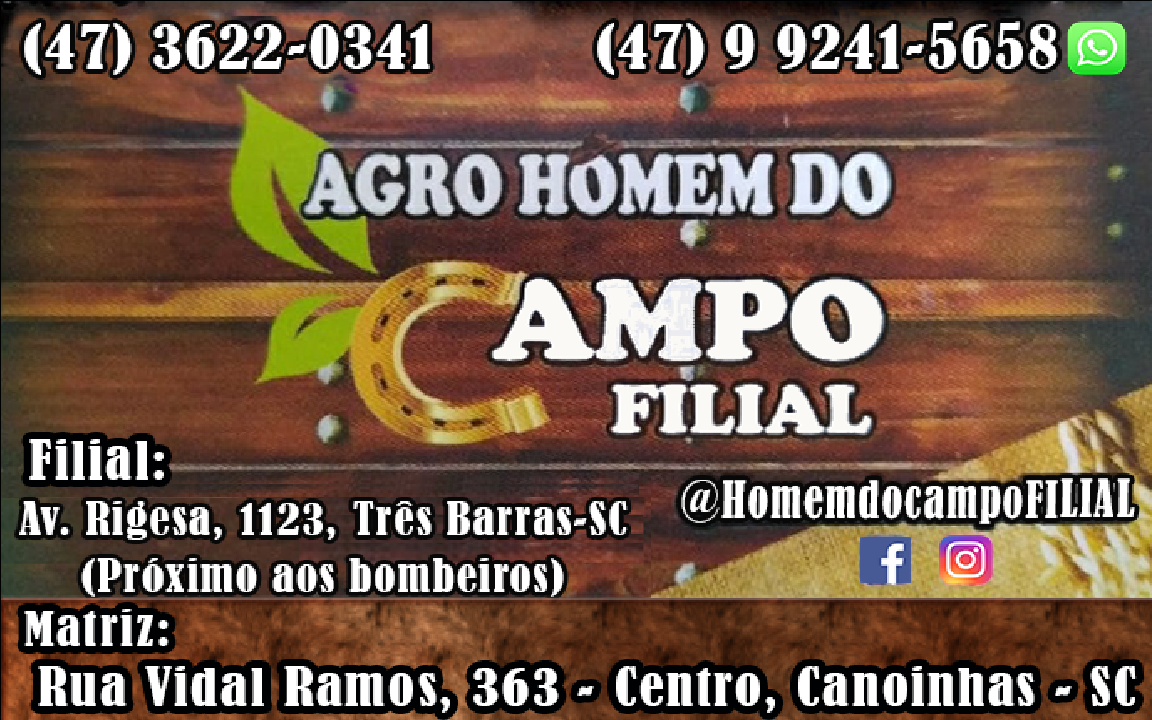 (47) 3622-0341
(47) 9 9241-5658
AGRO HOMEM DO
CAMPO
FILIAL
Filial:
Av. Rigesa, 1123, Três Barras-SC
(Próximo aos bombeiros)
@HomemdocampoFILIAL
Matriz:
Rua Vidal Ramos, 363 - Centro, Canoinhas - SC